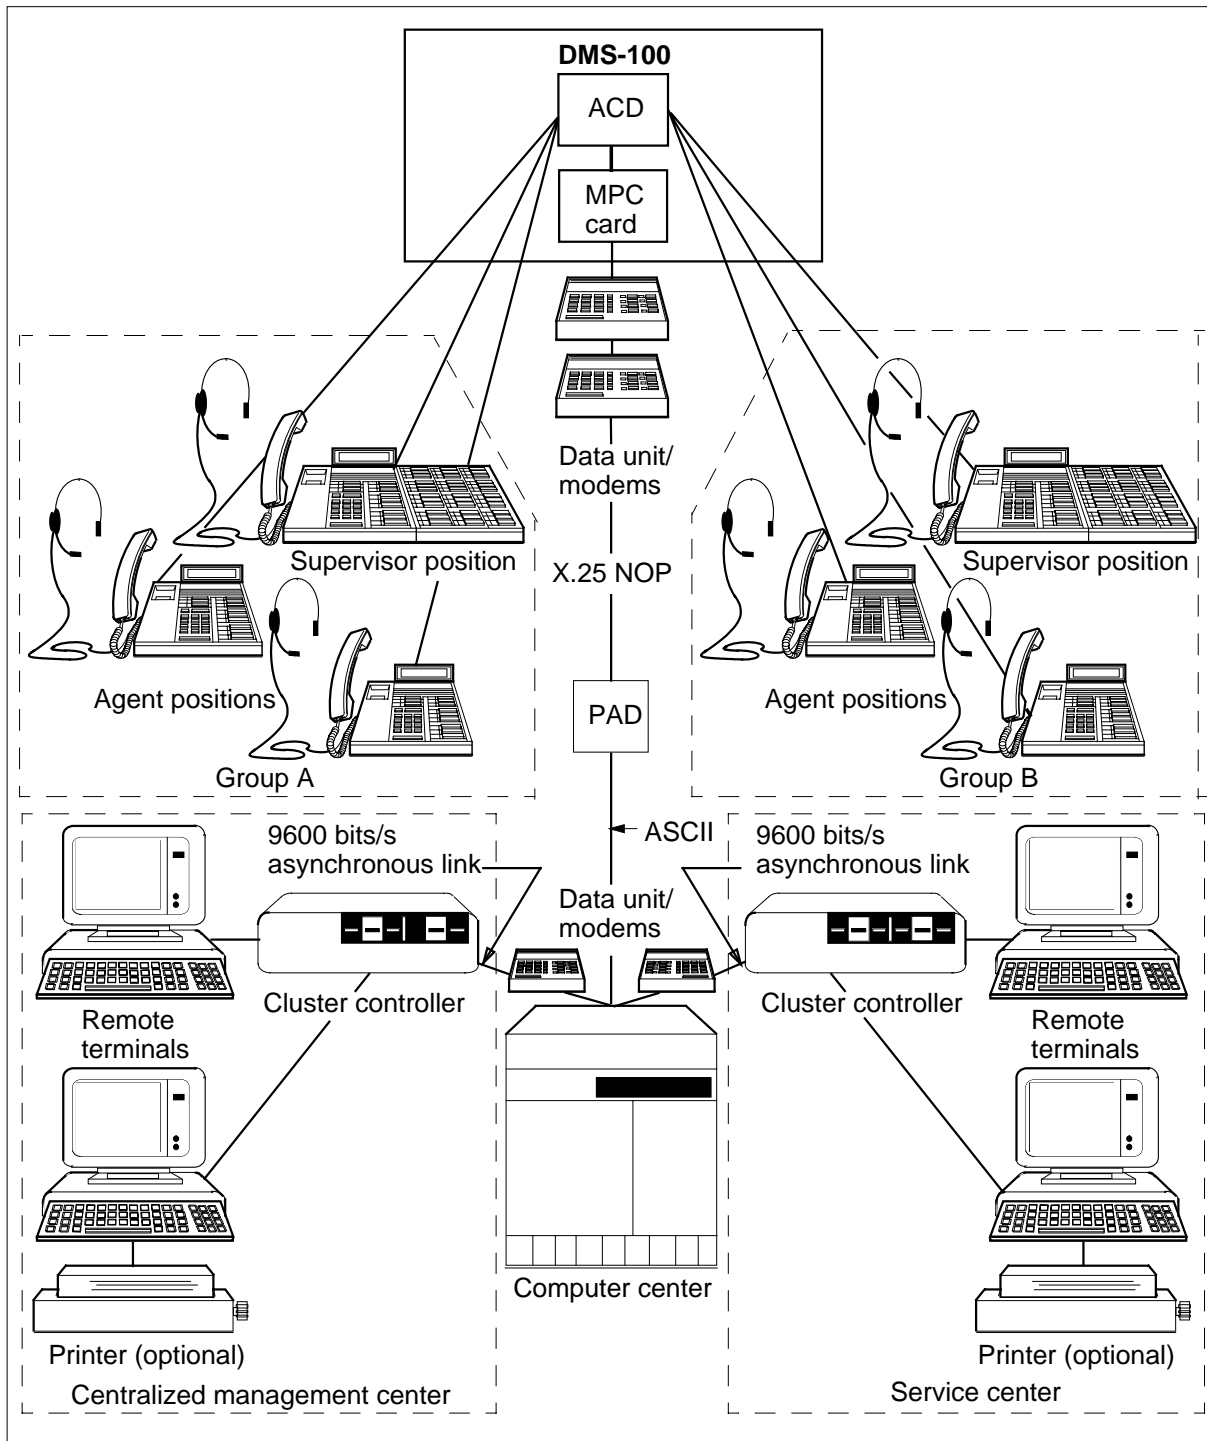 DMS-100
ACD
MPC
card
Data unit/
modems
X.25 NOP
Supervisor position
Agent positions
Group A
Supervisor position
Agent positions
Group B
PAD
ASCII
9600 bits/s
asynchronous link
9600 bits/s
asynchronous link
Data unit/
modems
Cluster controller
Cluster controller
Remote
terminals
Remote
terminals
Computer center
Printer (optional)
Printer (optional)
Centralized management center
Service center